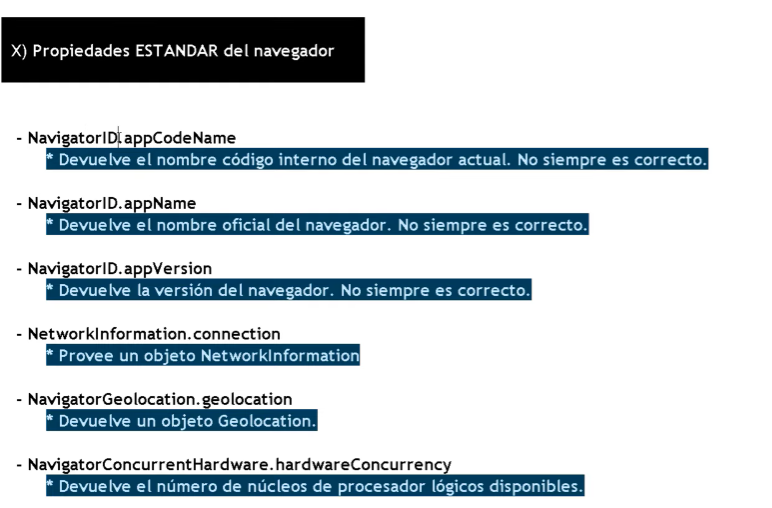 X) Propiedades ESTANDAR del navegador
- NavigatorID.appCodeName
* Devuelve el nombre código interno del navegador actual. No siempre es correcto.
- NavigatorID.appName
* Devuelve el nombre oficial del navegador. No siempre es correcto.
- NavigatorID.appVersion
* Devuelve la versión del navegador. No siempre es correcto.
- NetworkInformation.connection
* Provee un objeto NetworkInformation
- NavigatorGeolocation.geolocation
* Devuelve un objeto Geolocation.
- NavigatorConcurrentHardware.hardwareConcurrency
* Devuelve el número de núcleos de procesador lógicos disponibles.